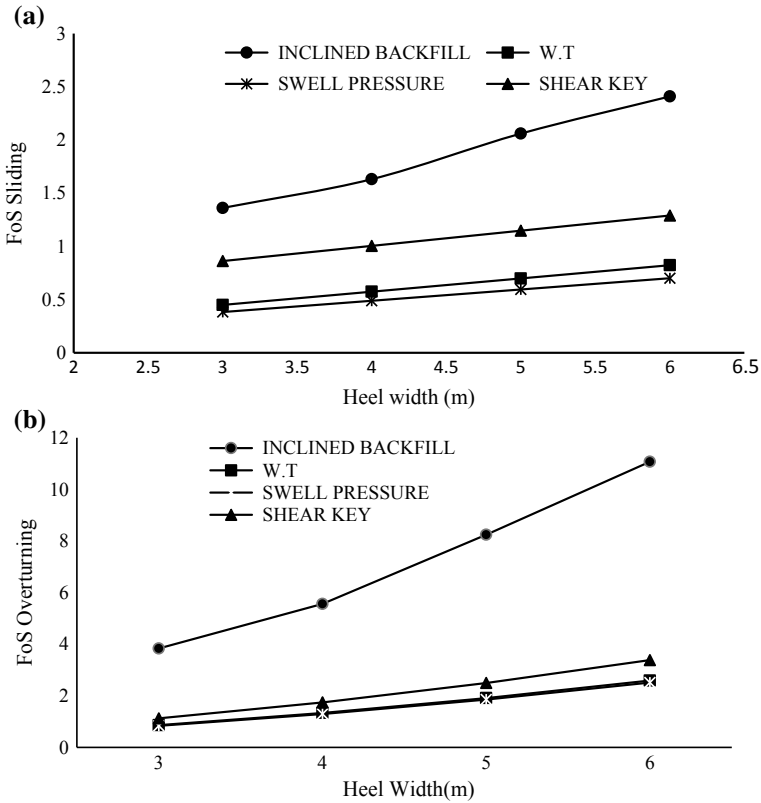 (a)
3
2.5
2
1.5
1
0.5
0
FoS Sliding
INCLINED BACKFILL
W.T
SWELL PRESSURE
SHEAR KEY
2
2.5
3
3.5
4
4.5
5
5.5
6
6.5
Heel width (m)
(b)
12
10
8
6
4
2
0
FoS Overturning
INCLINED BACKFILL
W.T
SWELL PRESSURE
SHEAR KEY
3
4
5
6
Heel Width(m)